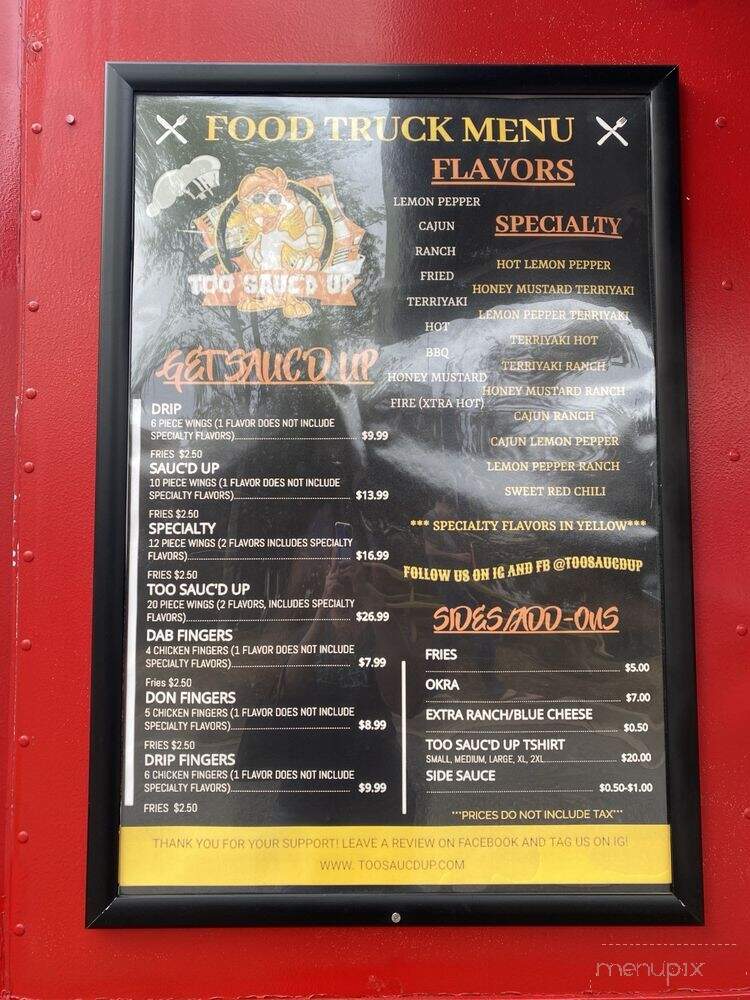 FOOD TRUCK MENU
TOO SAUC'D UP
GET SAUC'D UP
DRIP
6 PIECE WINGS (1 FLAVOR DOES NOT INCLUDE
SPECIALTY FLAVORS) $9.99
FRIES $2.50
SAUC'D UP
10 PIECE WINGS (1 FLAVOR DOES NOT INCLUDE
SPECIALTY FLAVORS) $13.99
FRIES $2.50
SPECIALTY
12 PIECE WINGS (2 FLAVORS INCLUDES SPECIALTY
FLAVORS) $16.99
FRIES $2.50
TOO SAUC'D UP
20 PIECE WINGS (2 FLAVORS, INCLUDES SPECIALTY
FLAVORS) $26.99
DAB FINGERS
4 CHICKEN FINGERS (1 FLAVOR DOES NOT INCLUDE
SPECIALTY FLAVORS) $7.99
Fries $2.50
DON FINGERS
5 CHICKEN FINGERS (1 FLAVOR DOES NOT INCLUDE
SPECIALTY FLAVORS) $8.99
FRIES $2.50
DRIP FINGERS
6 CHICKEN FINGERS (1 FLAVOR DOES NOT INCLUDE
SPECIALTY FLAVORS) $9.99
FRIES $2.50
FLAVORS
LEMON PEPPER
CAJUN
RANCH
FRIED
TERRIYAKI
HOT
BBQ
HONEY MUSTARD
FIRE (XTRA HOT)
SPECIALTY
HOT LEMON PEPPER
HONEY MUSTARD TERRIYAKI
LEMON PEPPER TERRIYAKI
TERRIYAKI HOT
TERRIYAKI RANCH
HONEY MUSTARD RANCH
CAJUN RANCH
CAJUN LEMON PEPPER
LEMON PEPPER RANCH
SWEET RED CHILI
*** SPECIALTY FLAVORS IN YELLOW***
FOLLOW US ON IG AND FB @TOOSAUCDUP
SIDES/ADD-ONS
FRIES
$5.00
OKRA
$7.00
EXTRA RANCH/BLUE CHEESE
$0.50
TOO SAUC'D UP TSHIRT
SMALL, MEDIUM, LARGE, XL, 2XL $20.00
SIDE SAUCE
$0.50-$1.00
***PRICES DO NOT INCLUDE TAX***
THANK YOU FOR YOUR SUPPORT! LEAVE A REVIEW ON FACEBOOK AND TAG US ON IG!
WWW. TOOSAUCDUP.COM
menupix